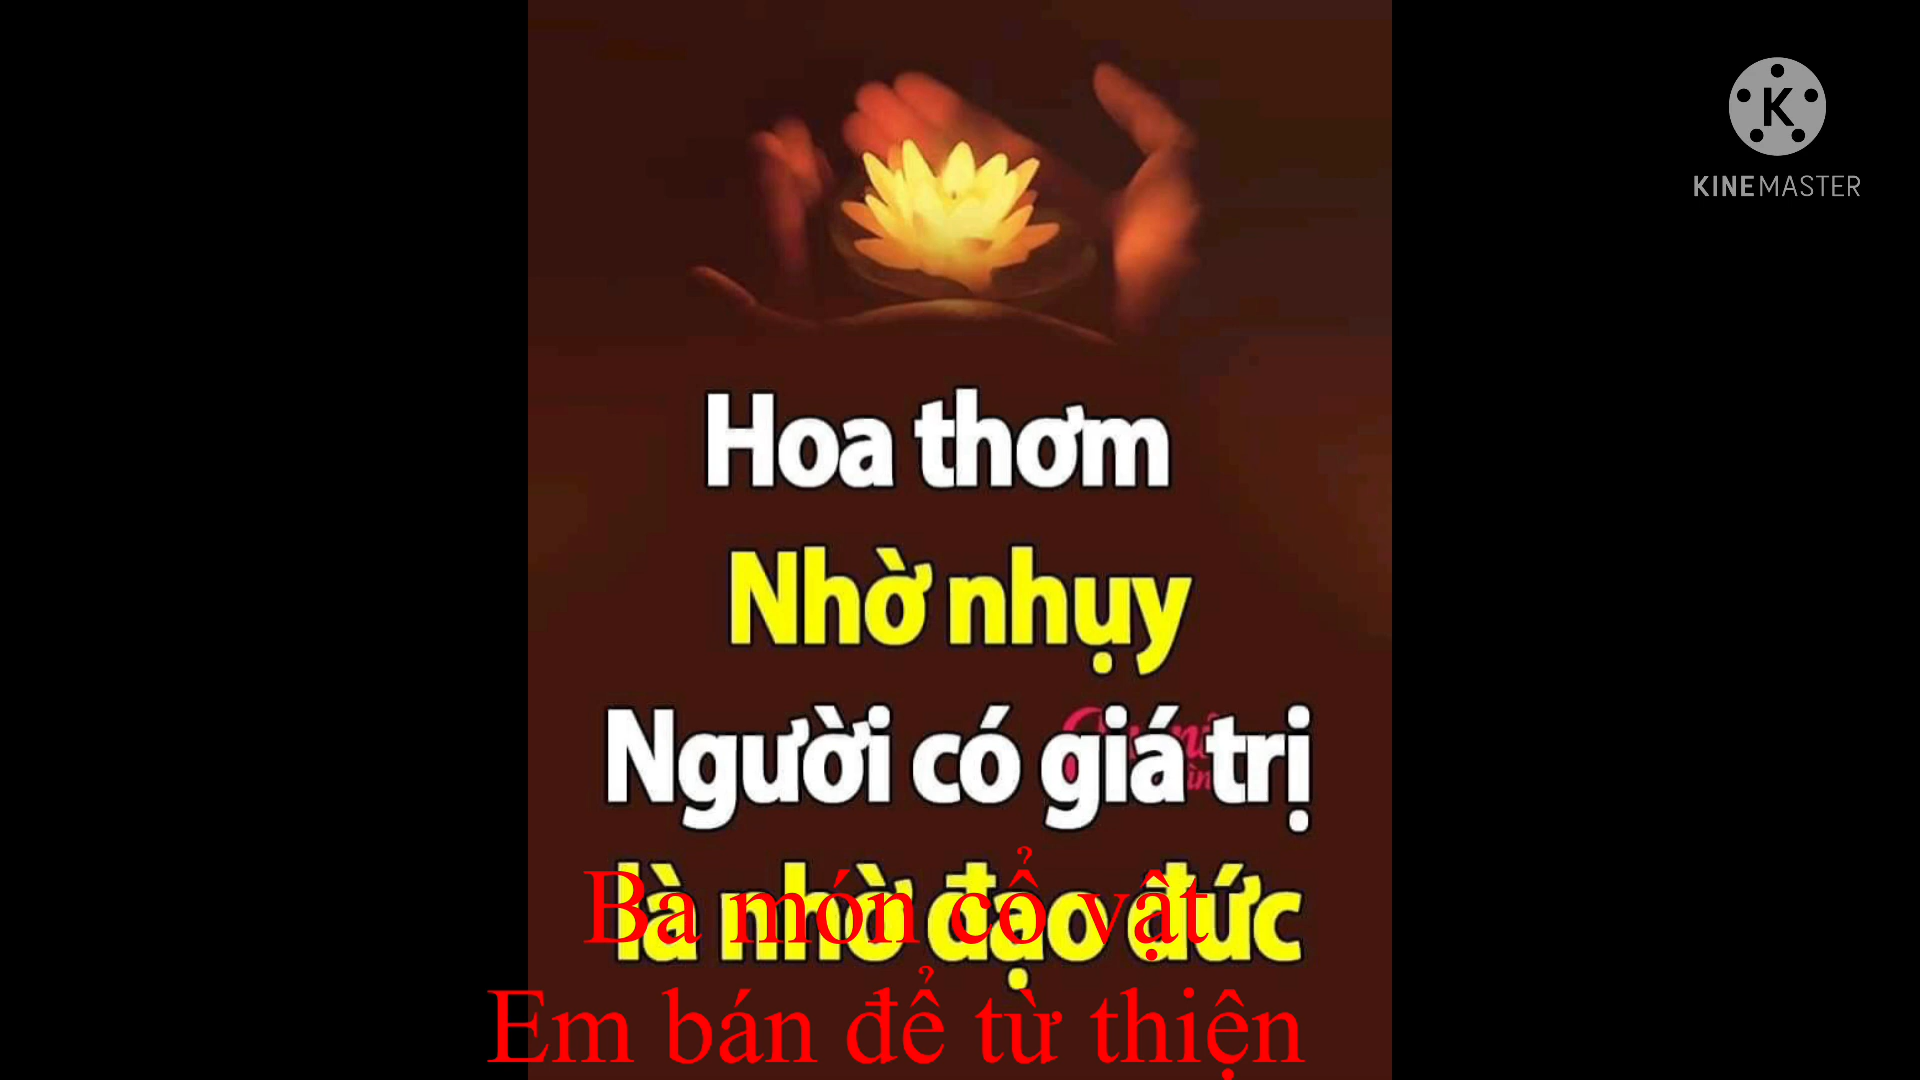 KINEMASTER
Hoa thơm
Nhờ nhụy
Người có giá trị
là nhờ đạo đức
Ba món cổ vật
Em bán để từ thiện